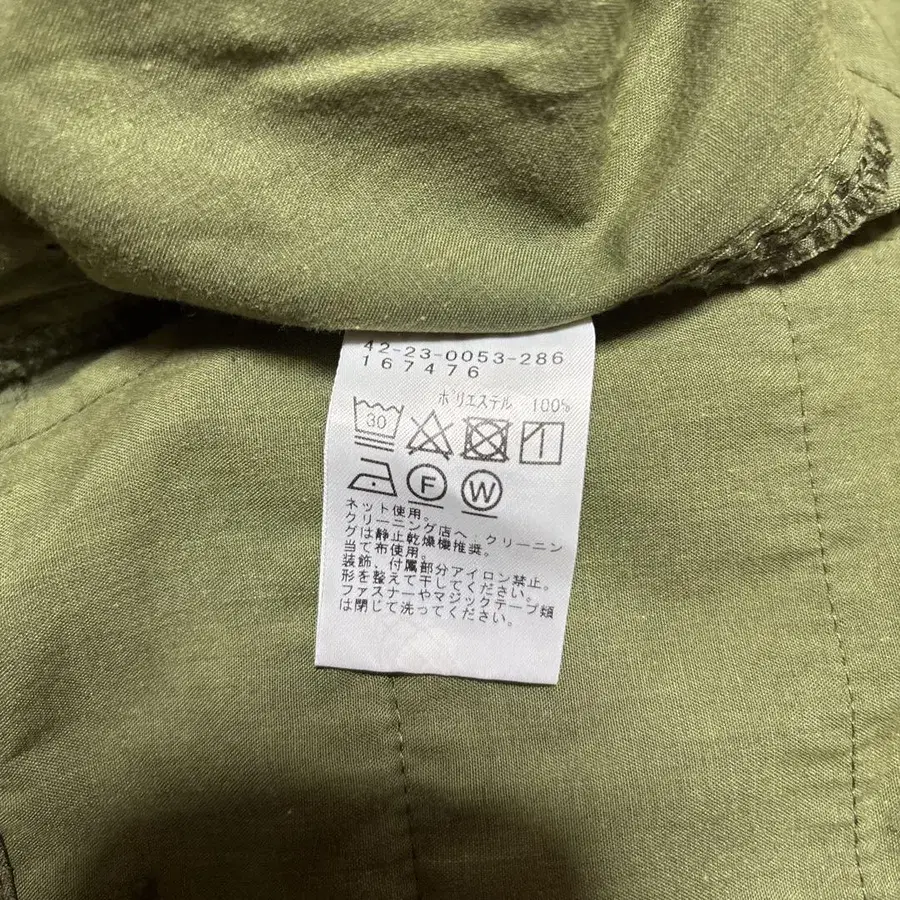 42-23-0053-286
167476
ポリエステル 100%
30
F W
ネット使用。
クリーニング店へ クリーニン
グは静止乾燥機推奨。
当て布使用。
装飾、付属部分アイロン禁止。
形を整えて干してください。
ファスナーやマジックテープ類
は閉じて洗ってください。